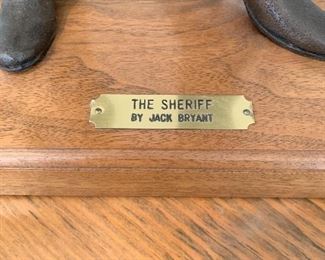 THE SHERIFF
BY JACK BRYANT